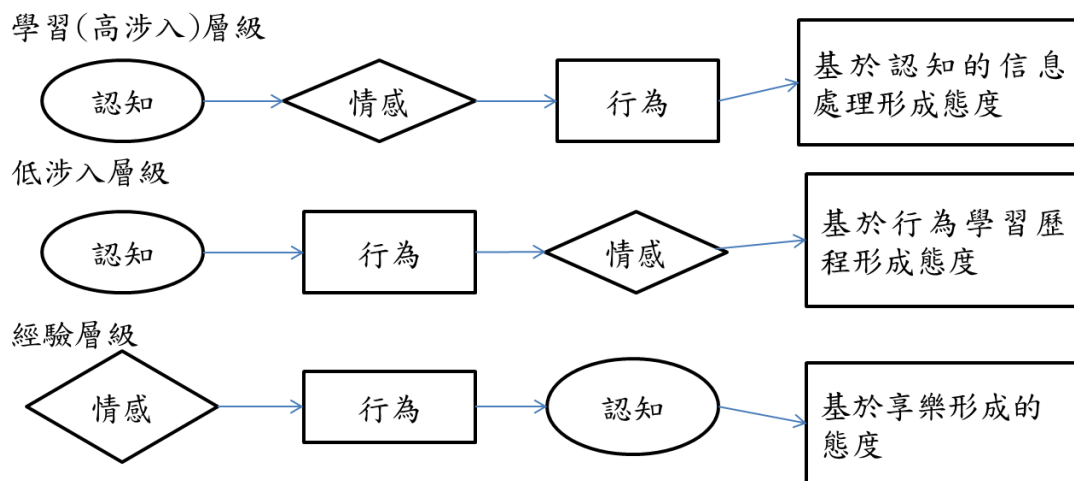 學習(高涉入)層級
認知
情感
行為
基於認知的信息
處理形成態度
低涉入層級
認知
行為
情感
基於行為學習歷
程形成態度
經驗層級
情感
行為
認知
基於享樂形成的
態度